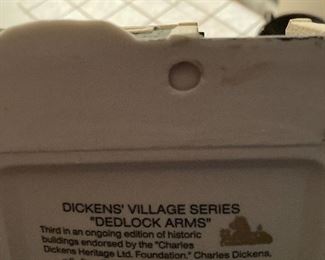 DICKENS' VILLAGE SERIES
"DEDLOCK ARMS"
Third in an ongoing edition of historic
buildings endorsed by the "Charles
Dickens Heritage Ltd. Foundation," Charles Dickens,